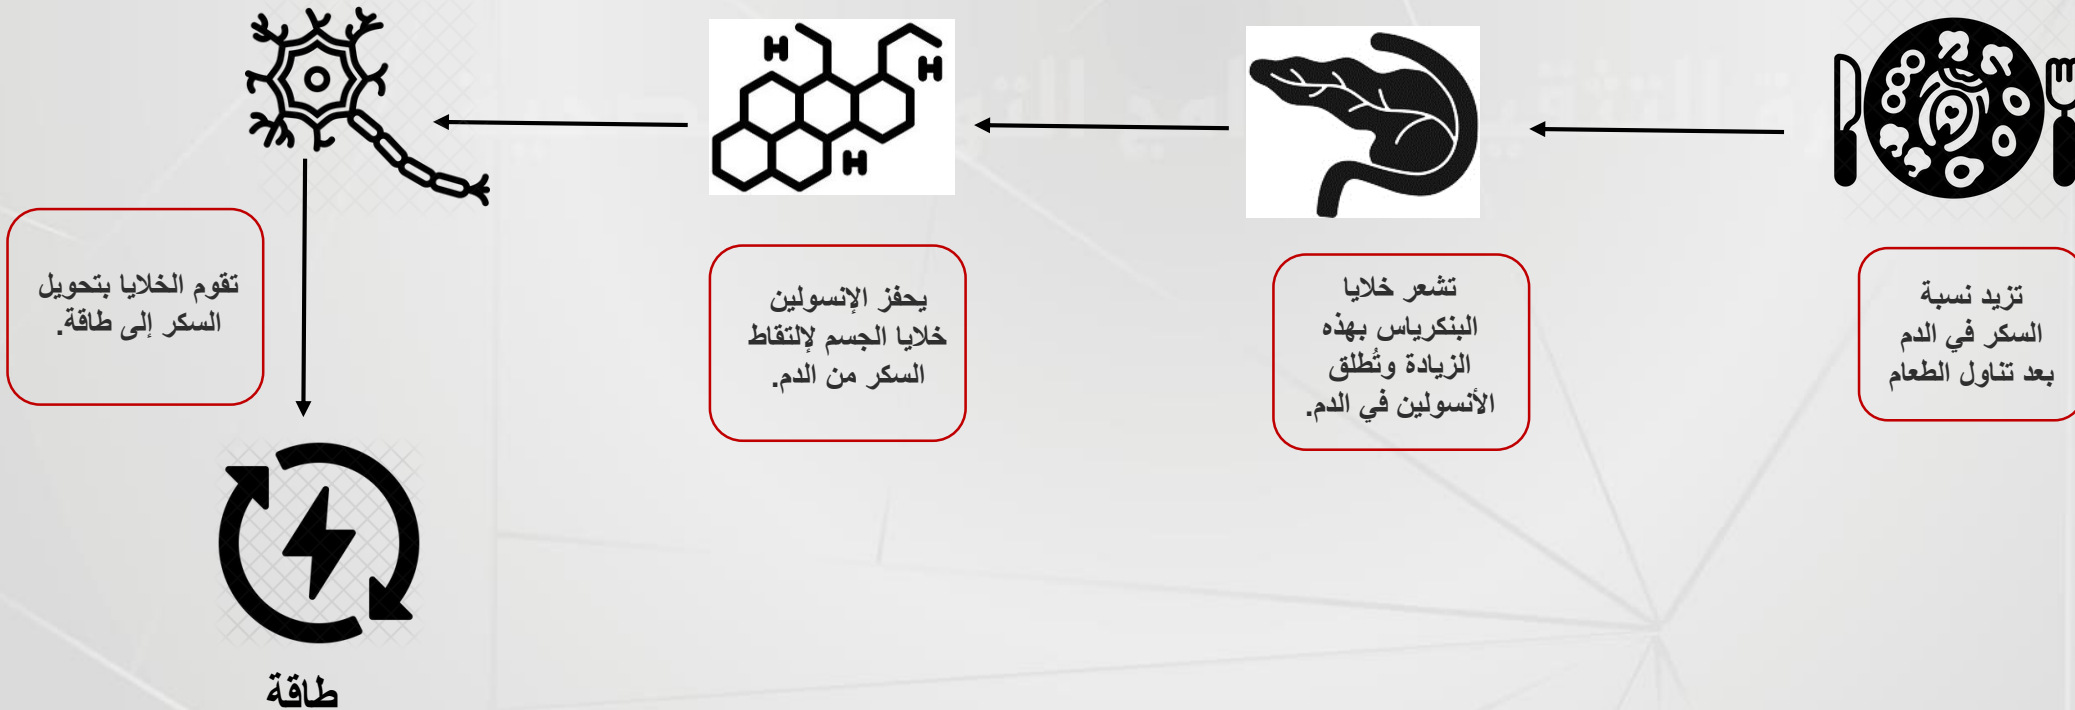 تزيد نسبة
السكر في الدم
بعد تناول الطعام
تشعر خلايا
البنكرياس بهذه
الزيادة وتُطلق
الأنسولين في الدم.
يحفز الإنسولين
خلايا الجسم لإلتقاط
السكر من الدم.
تقوم الخلايا بتحويل
السكر إلى طاقة.
طاقة
H
H
H